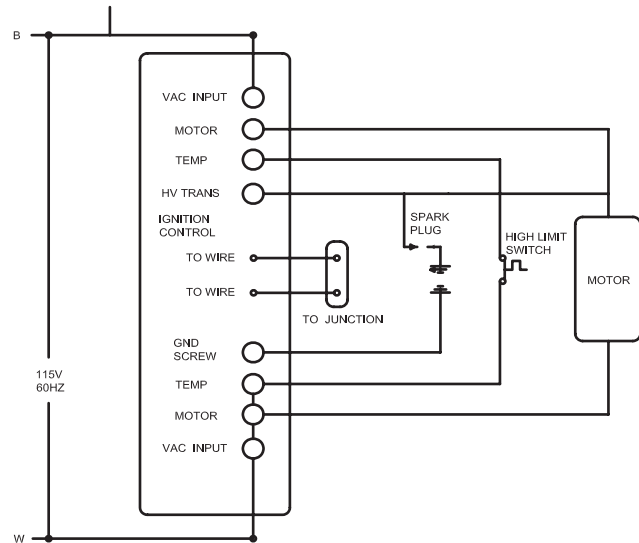 B
VAC INPUT
MOTOR
TEMP
HV TRANS
IGNITION
CONTROL
TO WIRE
TO WIRE
GND
SCREW
TEMP
MOTOR
VAC INPUT
TO JUNCTION
SPARK
PLUG
HIGH LIMIT
SWITCH
MOTOR
115V
60HZ
W